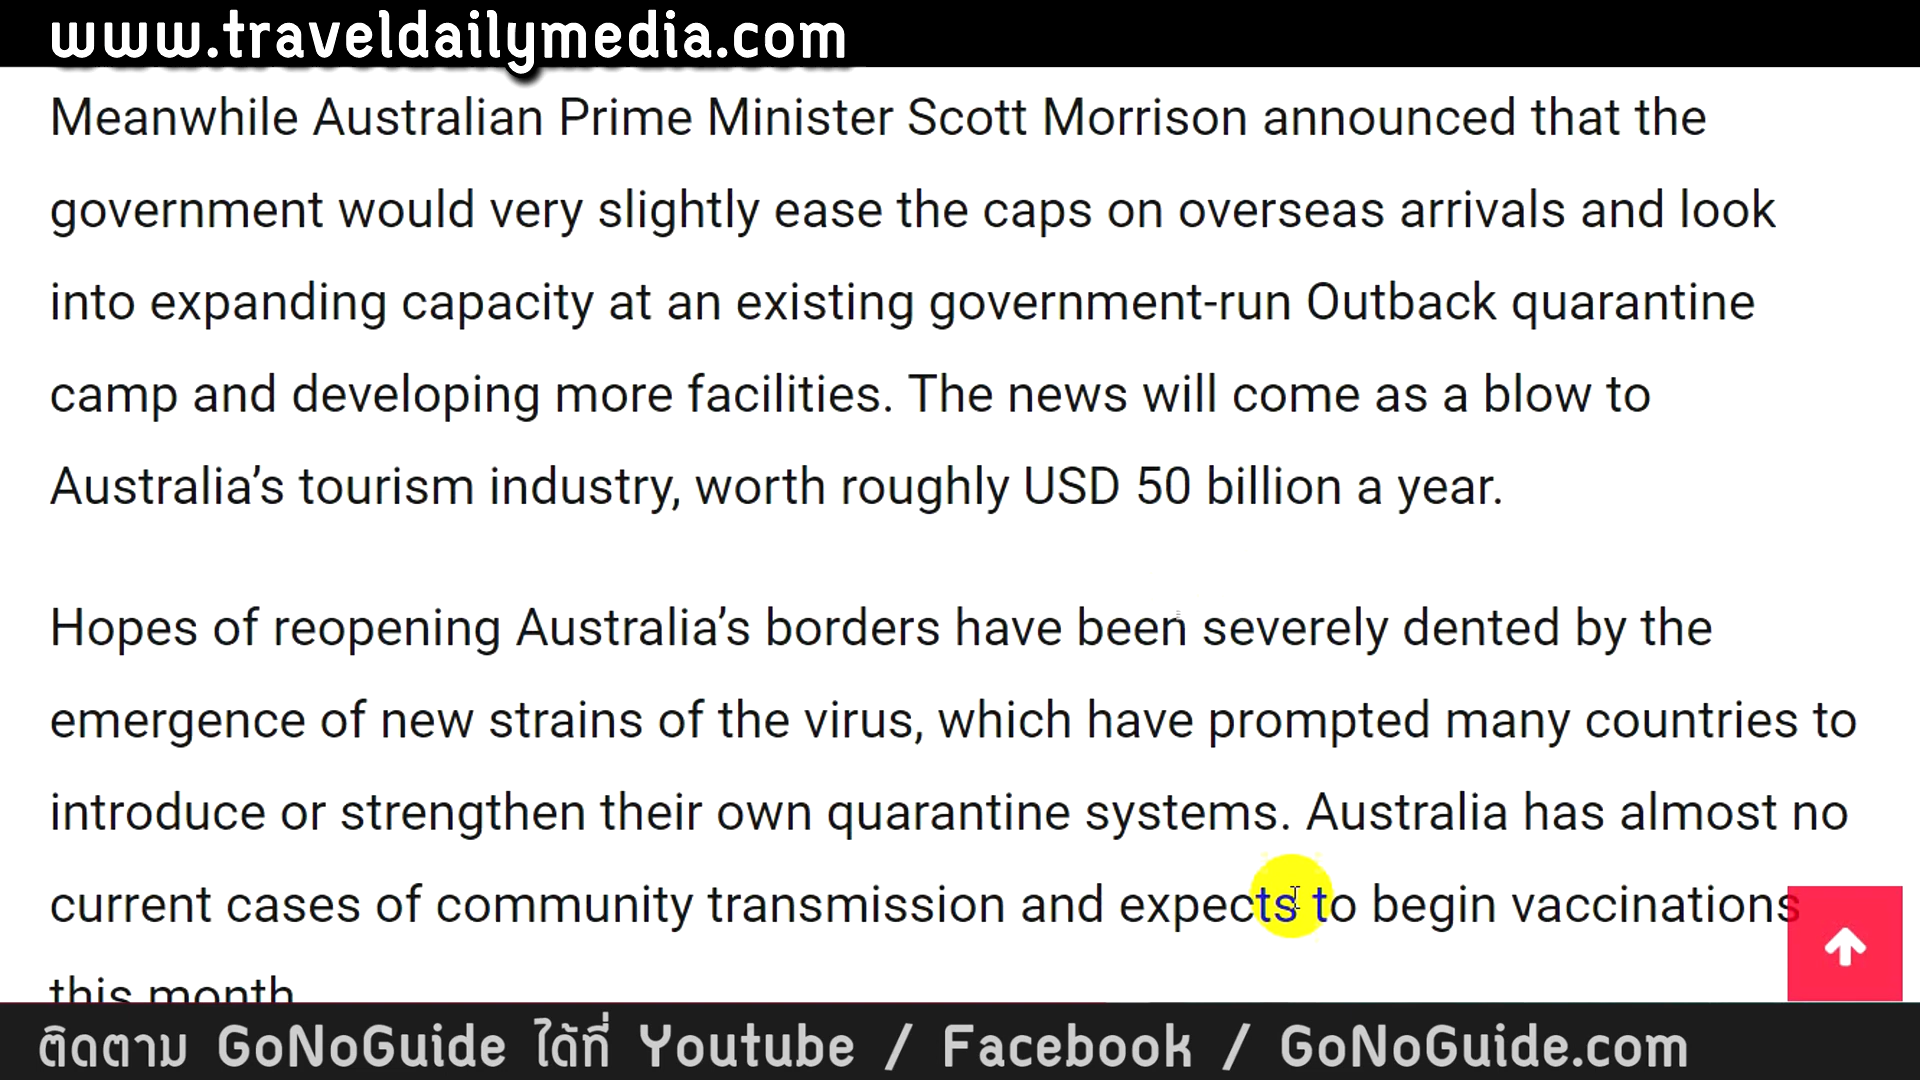 www.traveldailymedia.com
Meanwhile Australian Prime Minister Scott Morrison announced that the
government would very slightly ease the caps on overseas arrivals and look
into expanding capacity at an existing government-run Outback quarantine
camp and developing more facilities. The news will come as a blow to
Australia’s tourism industry, worth roughly USD 50 billion a year.
Hopes of reopening Australia’s borders have been severely dented by the
emergence of new strains of the virus, which have prompted many countries to
introduce or strengthen their own quarantine systems. Australia has almost no
current cases of community transmission and expects to begin vaccinations
this month
ติดตาม GoNoGuide ได้ที่ Youtube / Facebook / GoNoGuide.com